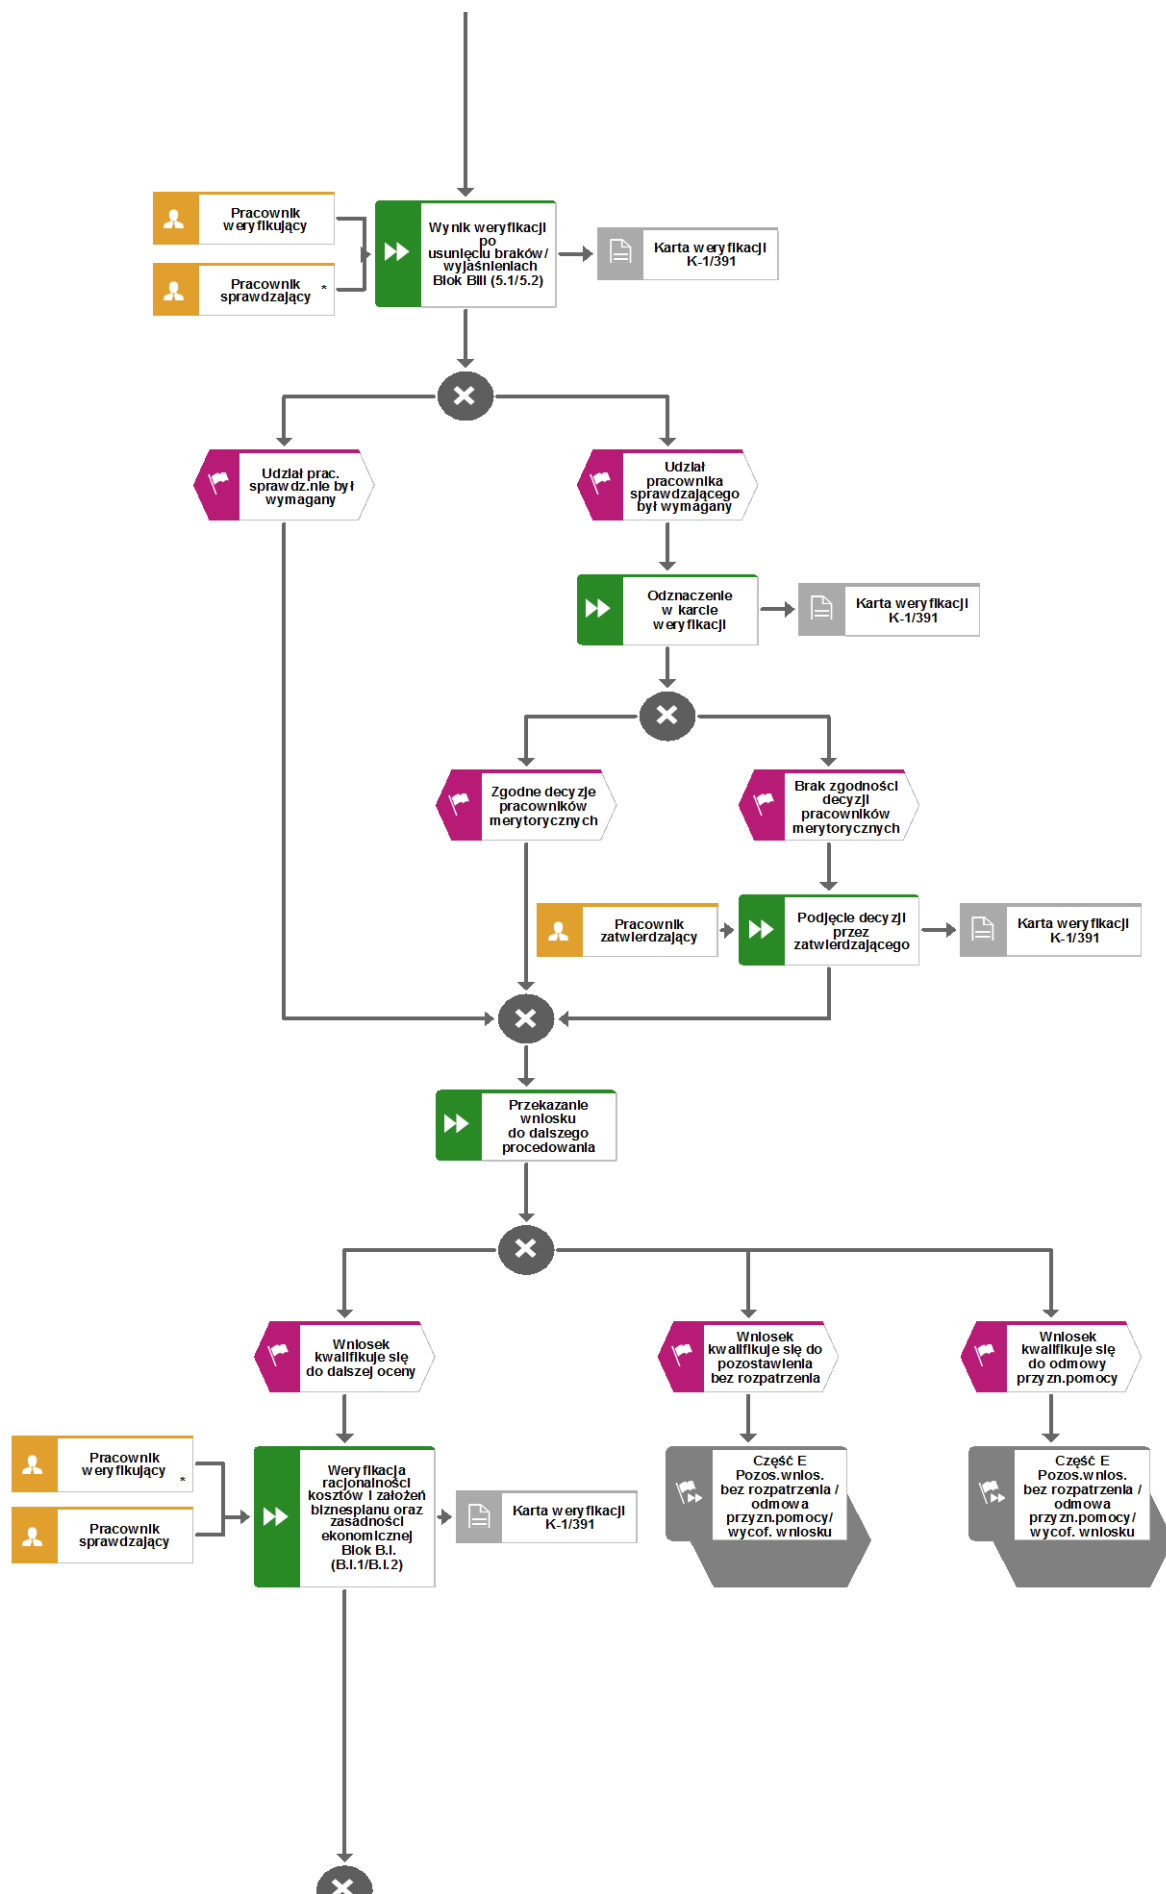 Pracownik
weryfikujący
Pracownik
sprawdzający *
Wynik weryfikacji
po
usunięciu braków/
wyjaśnieniach
Blok BIII (5.1/5.2)
Karta weryfikacji
K-1/391
Udział prac.
sprawdz.nie był
wymagany
Udział
pracownika
sprawdzającego
był wymagany
Odznaczenie
w karcie
weryfikacji
Karta weryfikacji
K-1/391
Zgodne decyzje
pracowników
merytorycznych
Brak zgodności
decyzji
pracowników
merytorycznych
Pracownik
zatwierdzający
Podjęcie decyzji
przez
zatwierdzającego
Karta weryfikacji
K-1/391
Przekazanie
wniosku
do dalszego
procedowania
Wniosek
kwalifikuje się
do dalszej oceny
Wniosek
kwalifikuje się do
pozostawienia
bez rozpatrzenia
Wniosek
kwalifikuje się
do odmowy
przyzn.pomocy
Pracownik
weryfikujący *
Pracownik
sprawdzający
Weryfikacja
racjonalności
kosztów i założeń
biznesplanu oraz
zasadności
ekonomicznej
Blok B.I.
(B.I.1/B.I.2)
Karta weryfikacji
K-1/391
Część E
Pozos.wnios.
bez rozpatrzenia /
odmowa
przyzn.pomocy/
wycof. wniosku
Część E
Pozos.wnios.
bez rozpatrzenia /
odmowa
przyzn.pomocy/
wycof. wniosku